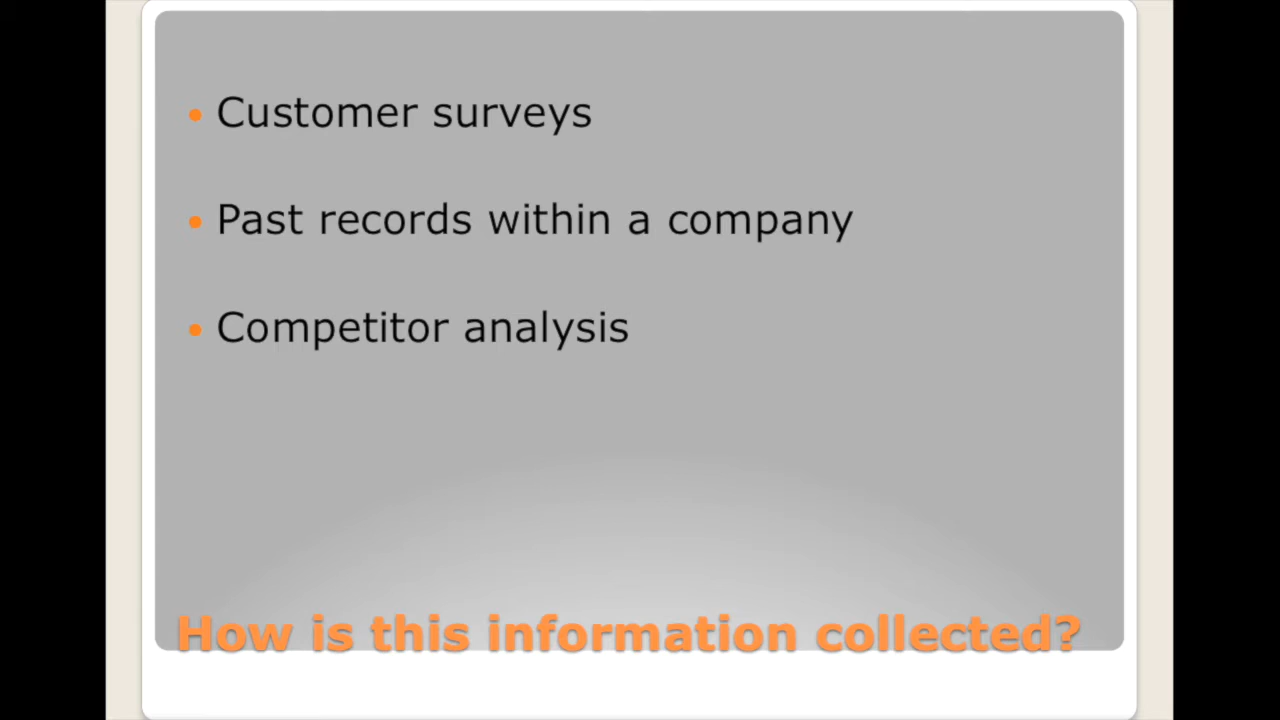 Customer surveys
Past records within a company
Competitor analysis
How is this information collected?